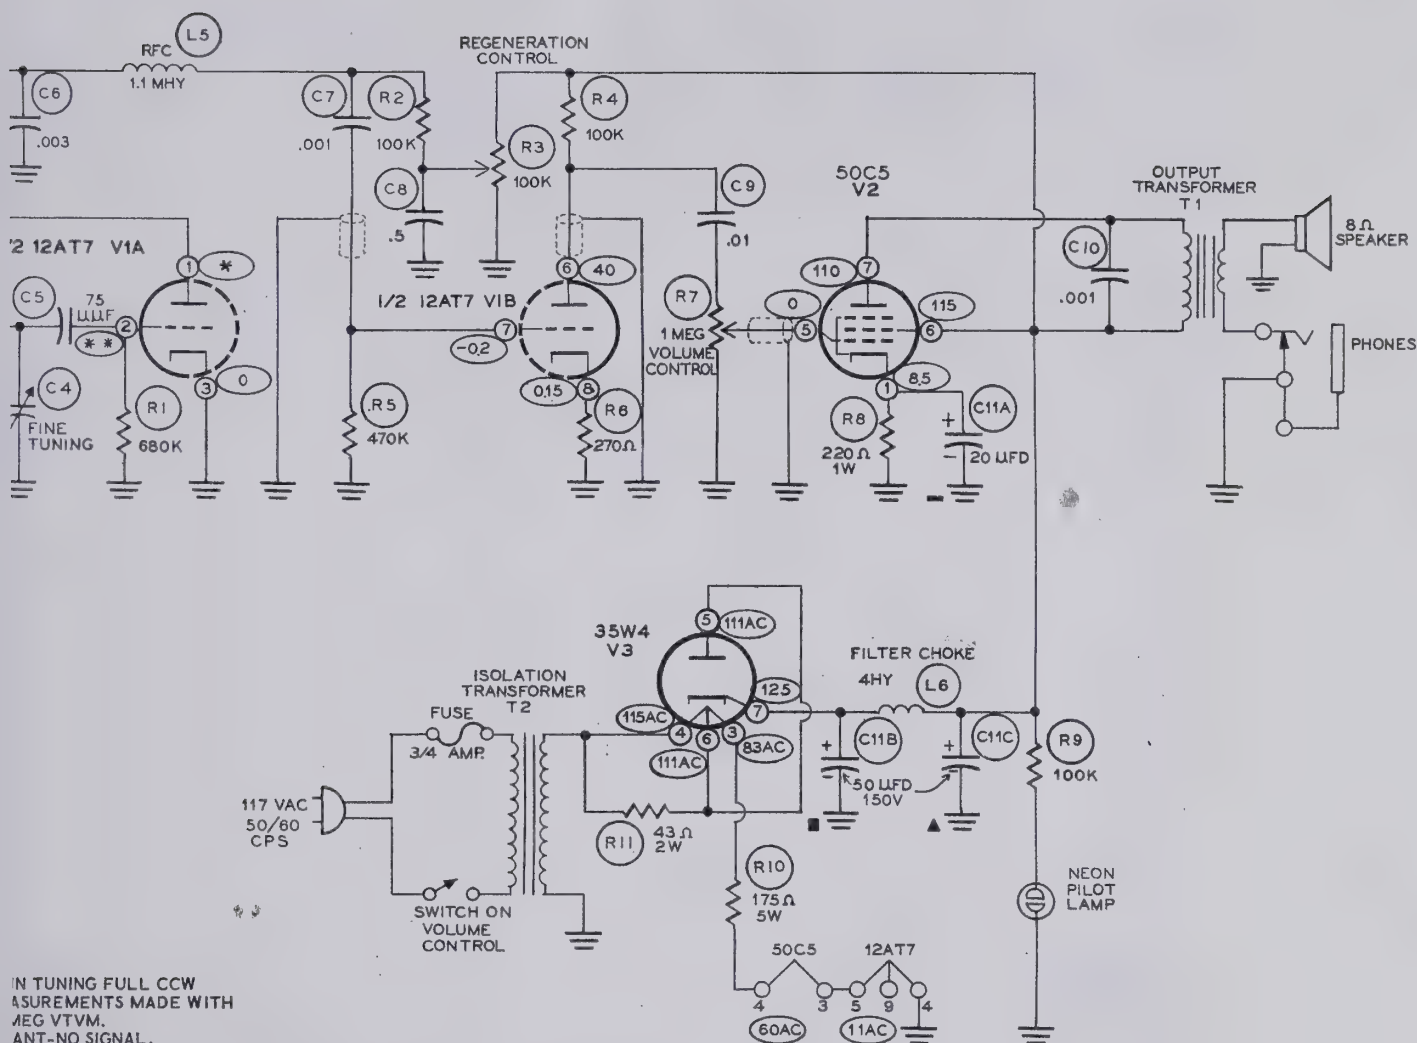 L5
RFC
1.1 MHY
REGENERATION
CONTROL
C6
.003
C7
.001
R2
100K
R3
100K
R4
100K
C8
.5
C9
.01
50C5
V2
OUTPUT
TRANSFORMER
T1
8Ω
SPEAKER
C10
.001
/2 12AT7 V1A
1
*
C5
75
µµF
2
**
3
0
C4
FINE
TUNING
R1
680K
1/2 12AT7 V1B
6
40
7
-0.2
0.15
8
R5
470K
R6
270Ω
R7
1 MEG
VOLUME
CONTROL
110
7
0
5
115
6
8.5
1
R8
220Ω
1W
C11A
+
-
20 µFD
PHONES
35W4
V3
5
111AC
125
7
115AC
4
6
3
83AC
111AC
FILTER CHOKE
4HY
L6
ISOLATION
TRANSFORMER
T2
FUSE
3/4 AMP.
117 VAC
50/60
CPS
SWITCH ON
VOLUME
CONTROL
R11
43Ω
2W
R10
175Ω
5W
+
-
C11B
50 µFD
150V
+
-
C11C
R9
100K
NEON
PILOT
LAMP
50C5
12AT7
4
3
5
9
4
60AC
11AC
IN TUNING FULL CCW
ASUREMENTS MADE WITH
MEG VTVM.
ANT-NO SIGNAL.